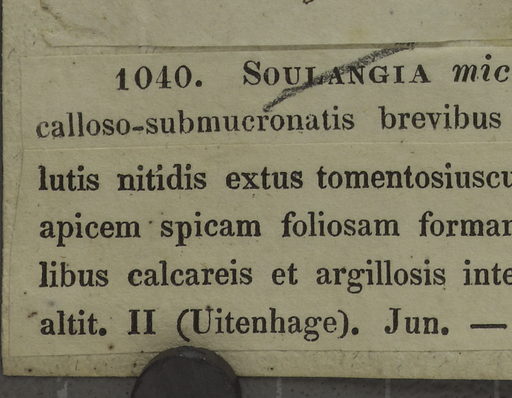 1040. SOULANGIA mic
calloso-submucronatis brevibus
lutis nitidis extus tomentosiuscu
apicem spicam foliosam formar
libus calcareis et argillosis inte
altit. II (Uitenhage). Jun. —